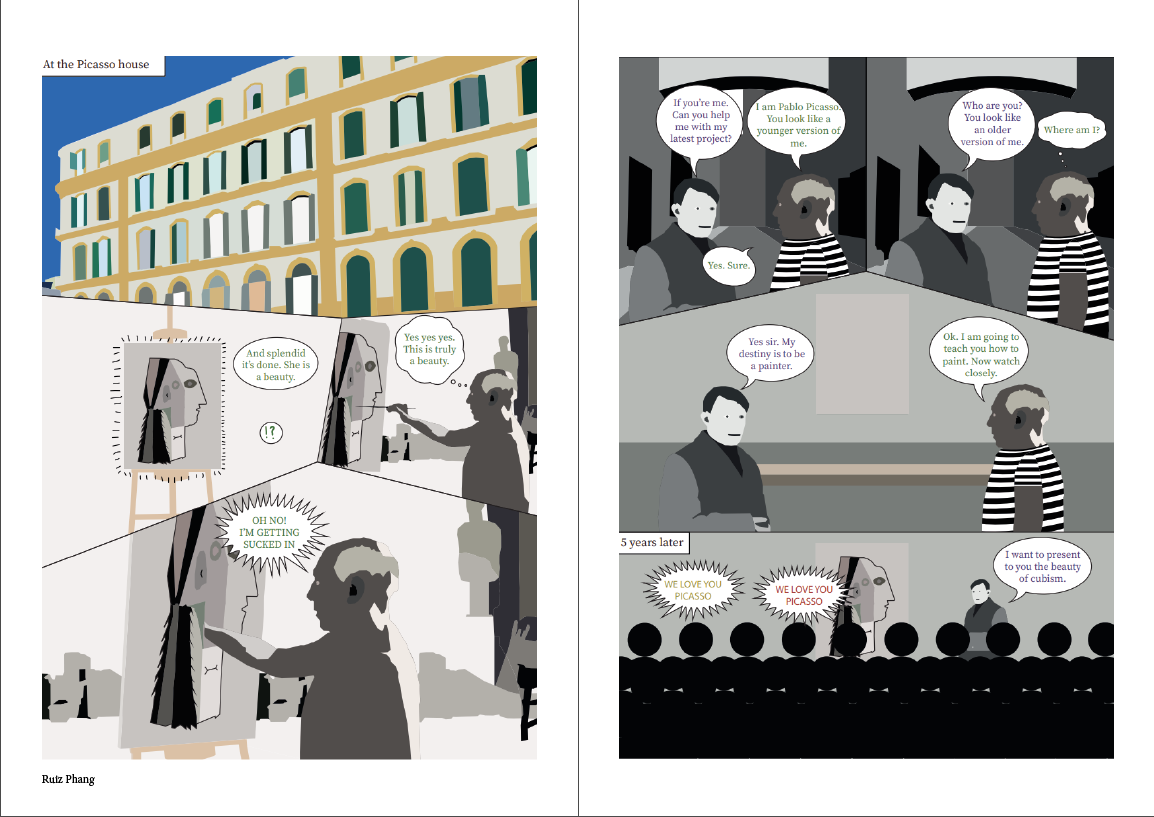 At the Picasso house
And splendid
it's done. She is
a beauty.
!?
Yes yes yes.
This is truly
a beauty.
OH NO!
I'M GETTING
SUCKED IN
Ruiz Phang
If you're me.
Can you help
me with my
latest project?
I am Pablo Picasso.
You look like a
younger version of
me.
Yes. Sure.
Who are you?
You look like
an older
version of me.
Where am I?
Yes sir. My
destiny is to be
a painter.
Ok. I am going to
teach you how to
paint. Now watch
closely.
5 years later
WE LOVE YOU
PICASSO
WE LOVE YOU
PICASSO
I want to present
to you the beauty
of cubism.